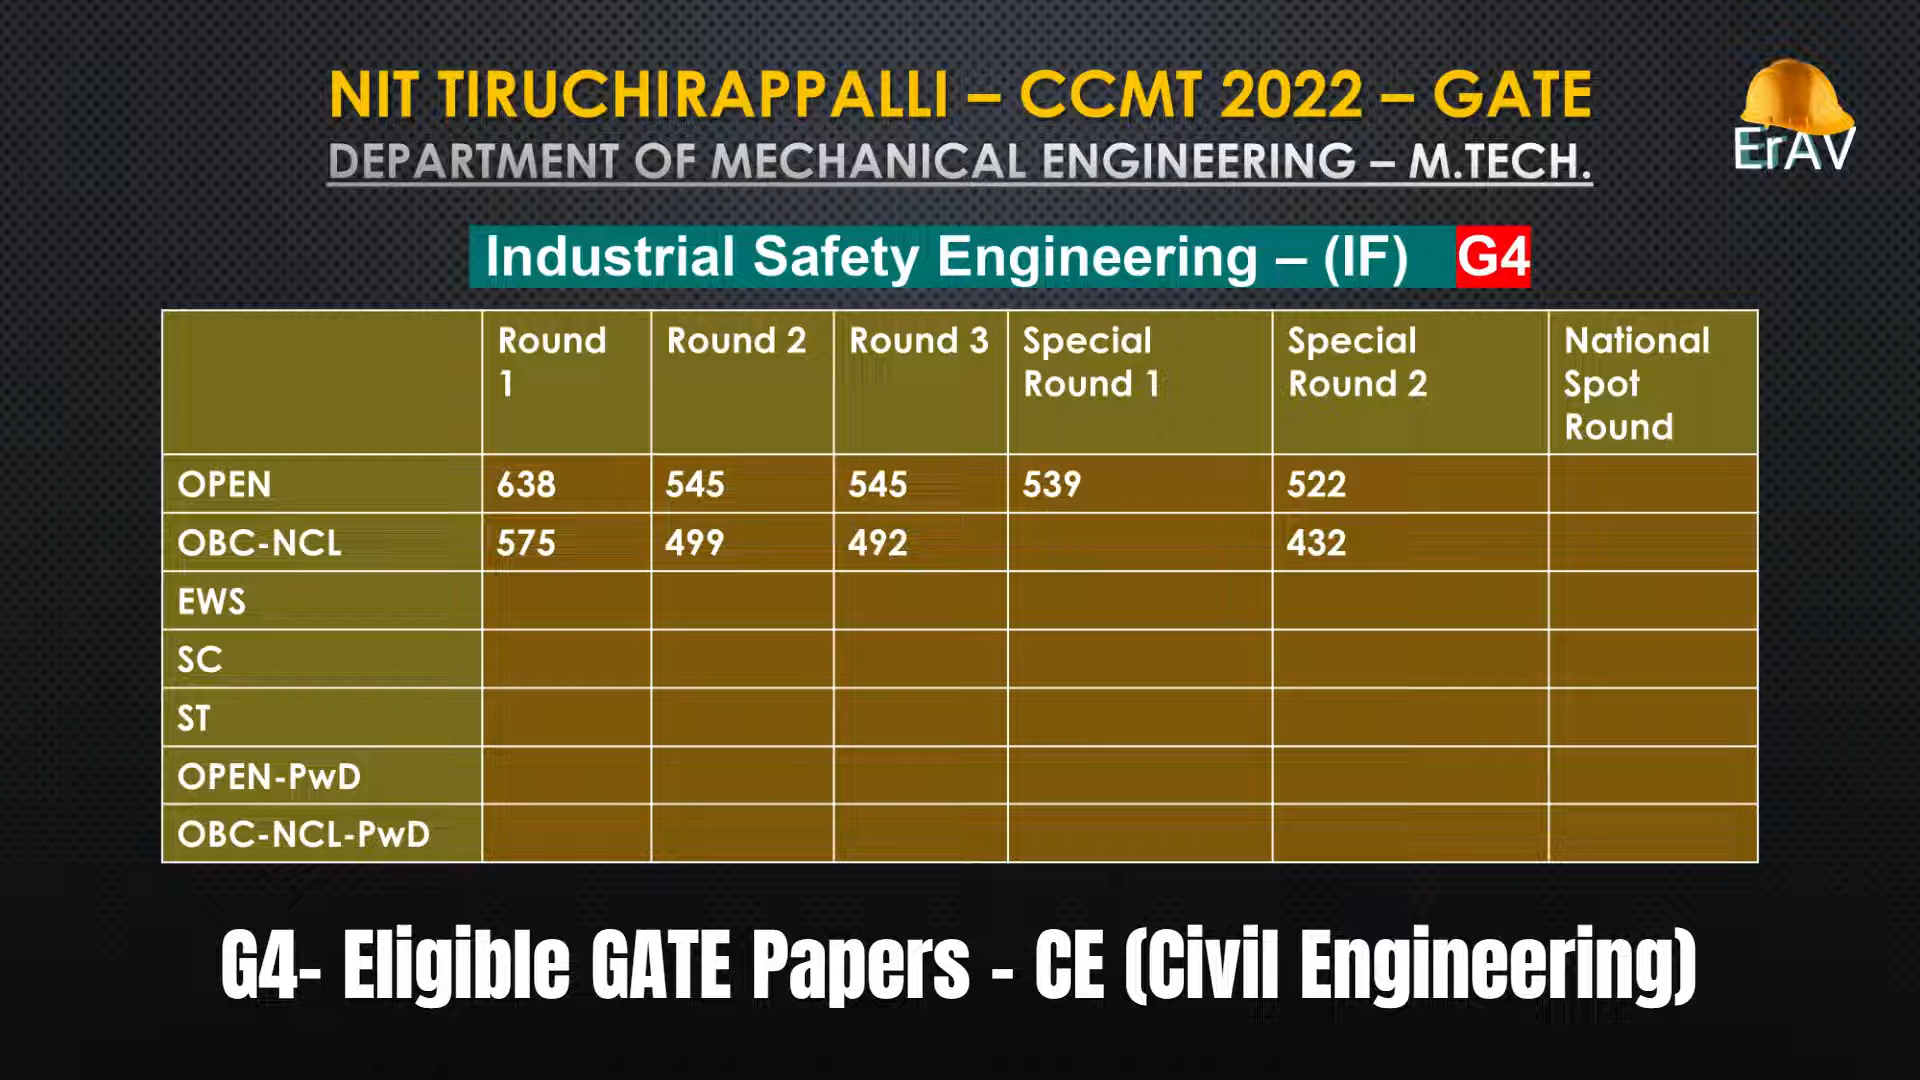 NIT TIRUCHIRAPPALLI – CCMT 2022 – GATE
DEPARTMENT OF MECHANICAL ENGINEERING – M.TECH.
ErAV
Industrial Safety Engineering – (IF) G4
Round 1 Round 2 Round 3 Special Round 1 Special Round 2 National Spot Round
OPEN 638 545 545 539 522
OBC-NCL 575 499 492 432
EWS
SC
ST
OPEN-PwD
OBC-NCL-PwD
G4- Eligible GATE Papers - CE (Civil Engineering)